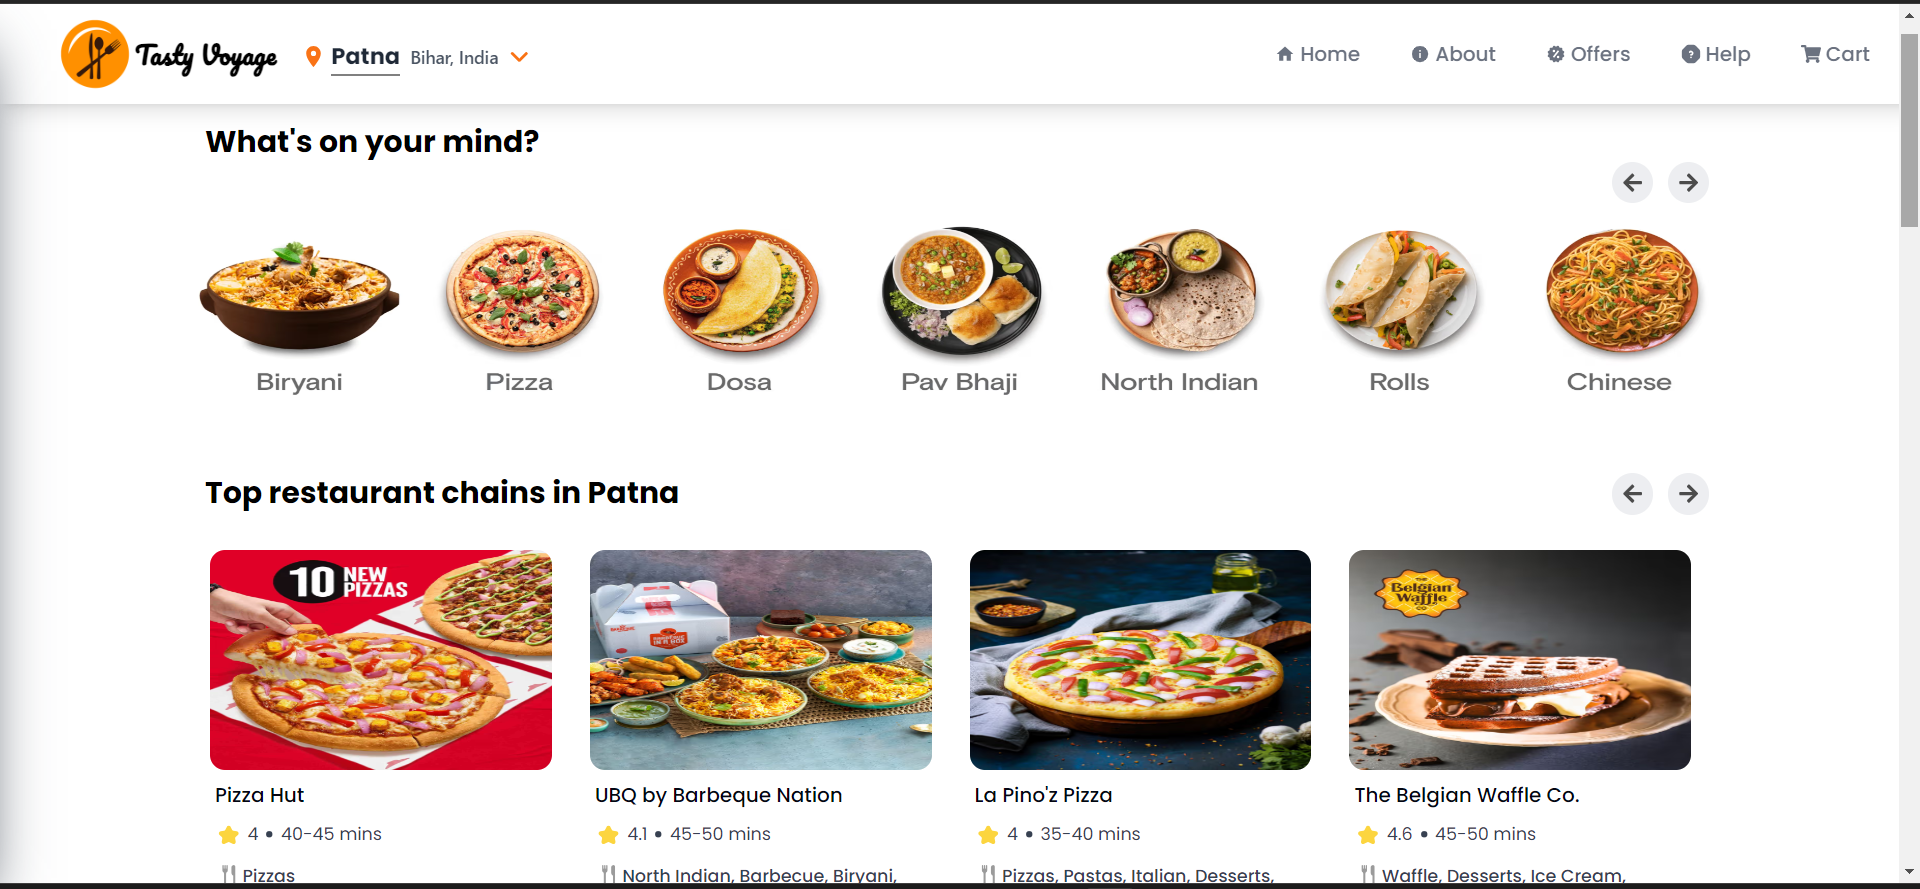 Tasty Voyage
Patna Bihar, India
Home About Offers Help Cart
What's on your mind?
Biryani Pizza Dosa Pav Bhaji North Indian Rolls Chinese
Top restaurant chains in Patna
10 NEW PIZZAS
THE Belgian Waffle CO
Pizza Hut
4 • 40-45 mins
Pizzas
UBQ by Barbeque Nation
4.1 • 45-50 mins
North Indian, Barbecue, Biryani,
La Pino'z Pizza
4 • 35-40 mins
Pizzas, Pastas, Italian, Desserts,
The Belgian Waffle Co.
4.6 • 45-50 mins
Waffle, Desserts, Ice Cream,